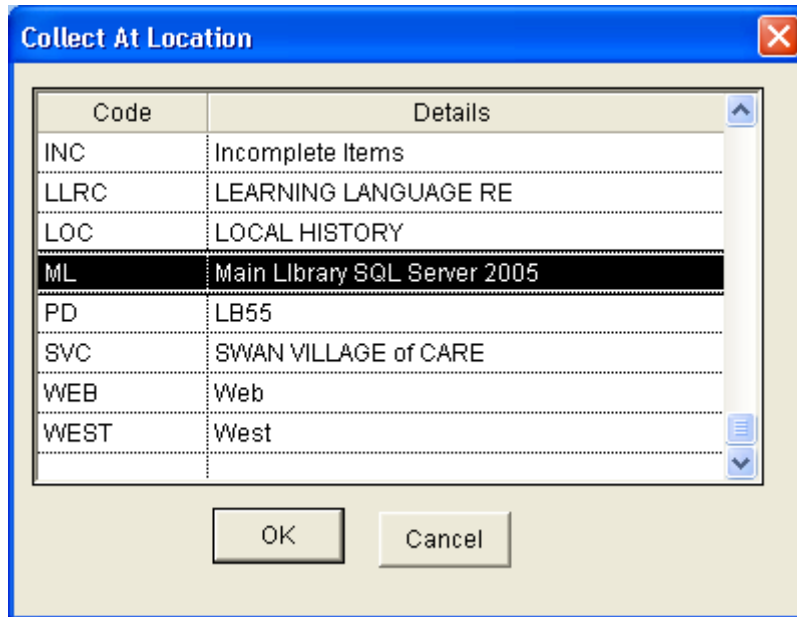 Collect At Location
Code Details
INC Incomplete Items
LLRC LEARNING LANGUAGE RE
LOC LOCAL HISTORY
ML Main LIbrary SQL Server 2005
PD LB55
SVC SWAN VILLAGE of CARE
WEB Web
WEST West
OK Cancel